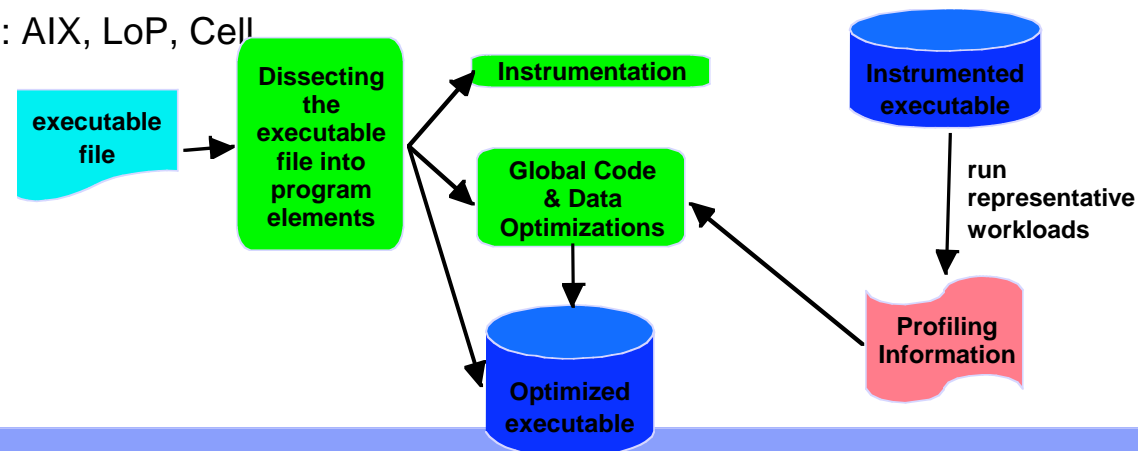 : AIX, LoP, Cell
executable
file
Dissecting
the
executable
file into
program
elements
Instrumentation
Global Code
& Data
Optimizations
Optimized
executable
Instrumented
executable
run
representative
workloads
Profiling
Information